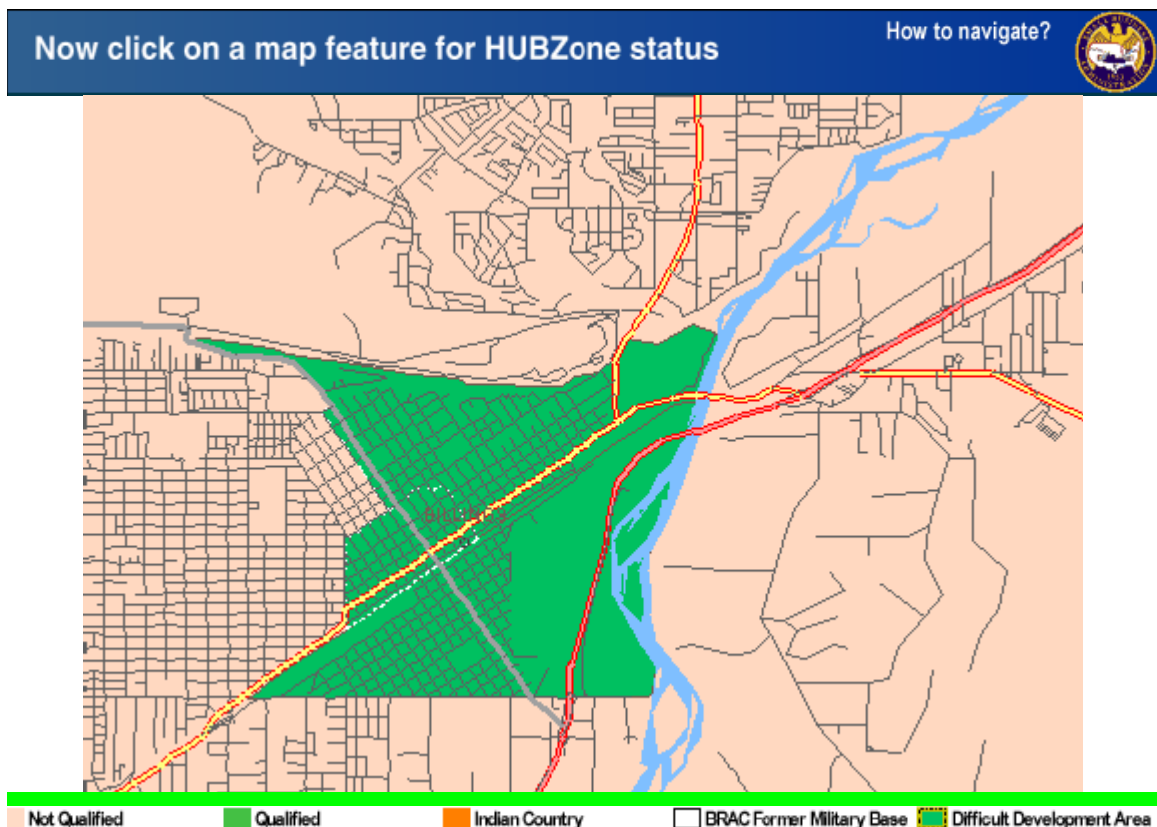 How to navigate?
Now click on a map feature for HUBZone status
BILLINGS
Not Qualified
Qualified
Indian Country
BRAC Former Military Base
Difficult Development Area